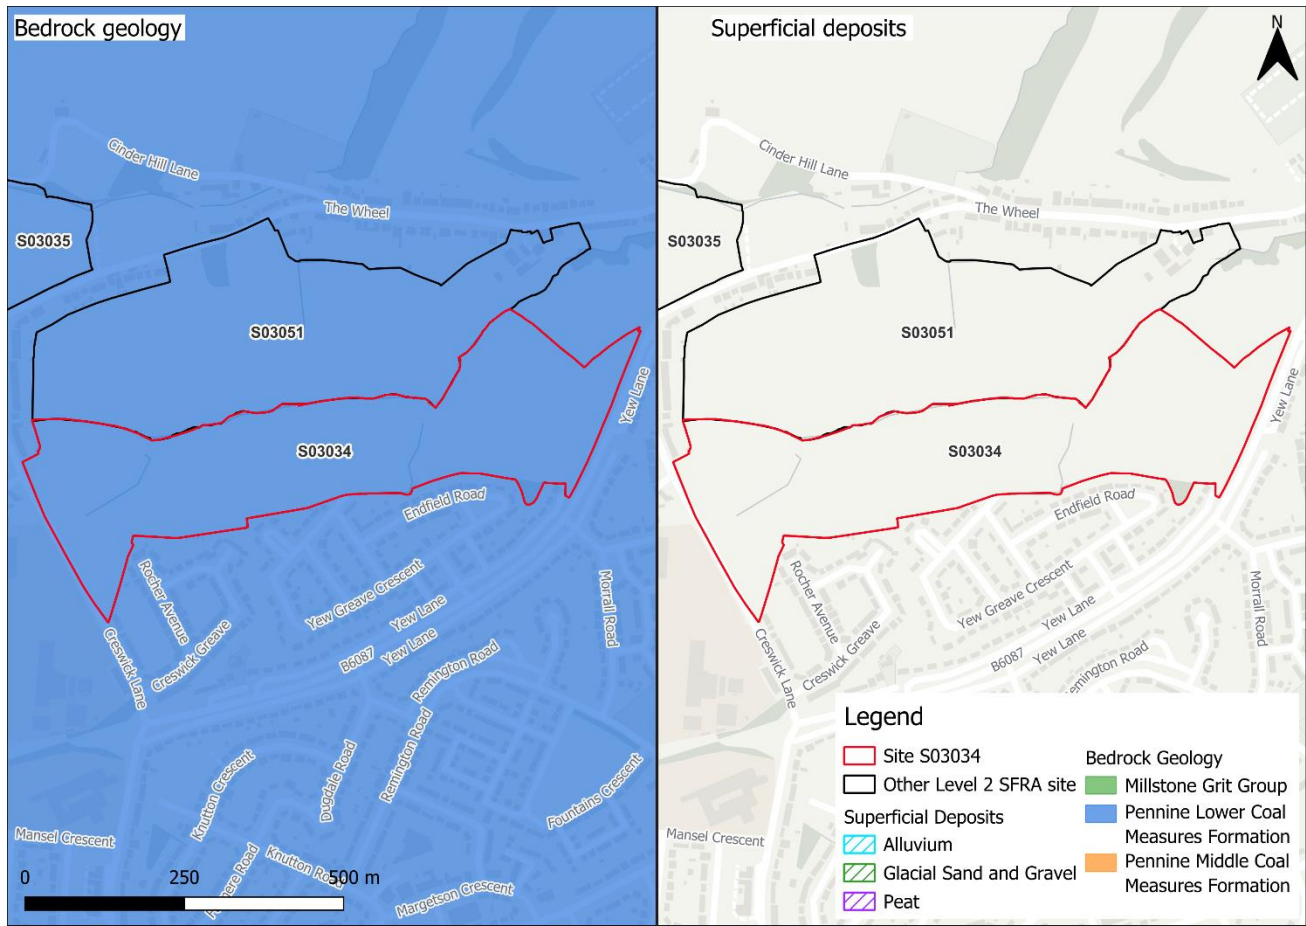 Bedrock geology
Cinder Hill Lane
The Wheel
S03035
S03051
Yew Lane
S03034
Endfield Road
Rocher Avenue
Yew Greave Crescent
Morrall Road
Yew Lane
Creswick Greave
Creswick Lane
B6087
Yew Lane
Remington Road
Remington Road
Dugdale Road
Knutton Crescent
Fountains Crescent
Mansel Crescent
Knutton Road
Margetson Crescent
0 250 500 m
Superficial deposits
N
Cinder Hill Lane
The Wheel
S03035
S03051
Yew Lane
S03034
Endfield Road
Rocher Avenue
Yew Greave Crescent
Morrall Road
Yew Lane
Creswick Greave
Creswick Lane
B6087
Yew Lane
Mansel Crescent
Legend
Site S03034
Other Level 2 SFRA site
Superficial Deposits
Alluvium
Glacial Sand and Gravel
Peat
Bedrock Geology
Millstone Grit Group
Pennine Lower Coal
Measures Formation
Pennine Middle Coal
Measures Formation